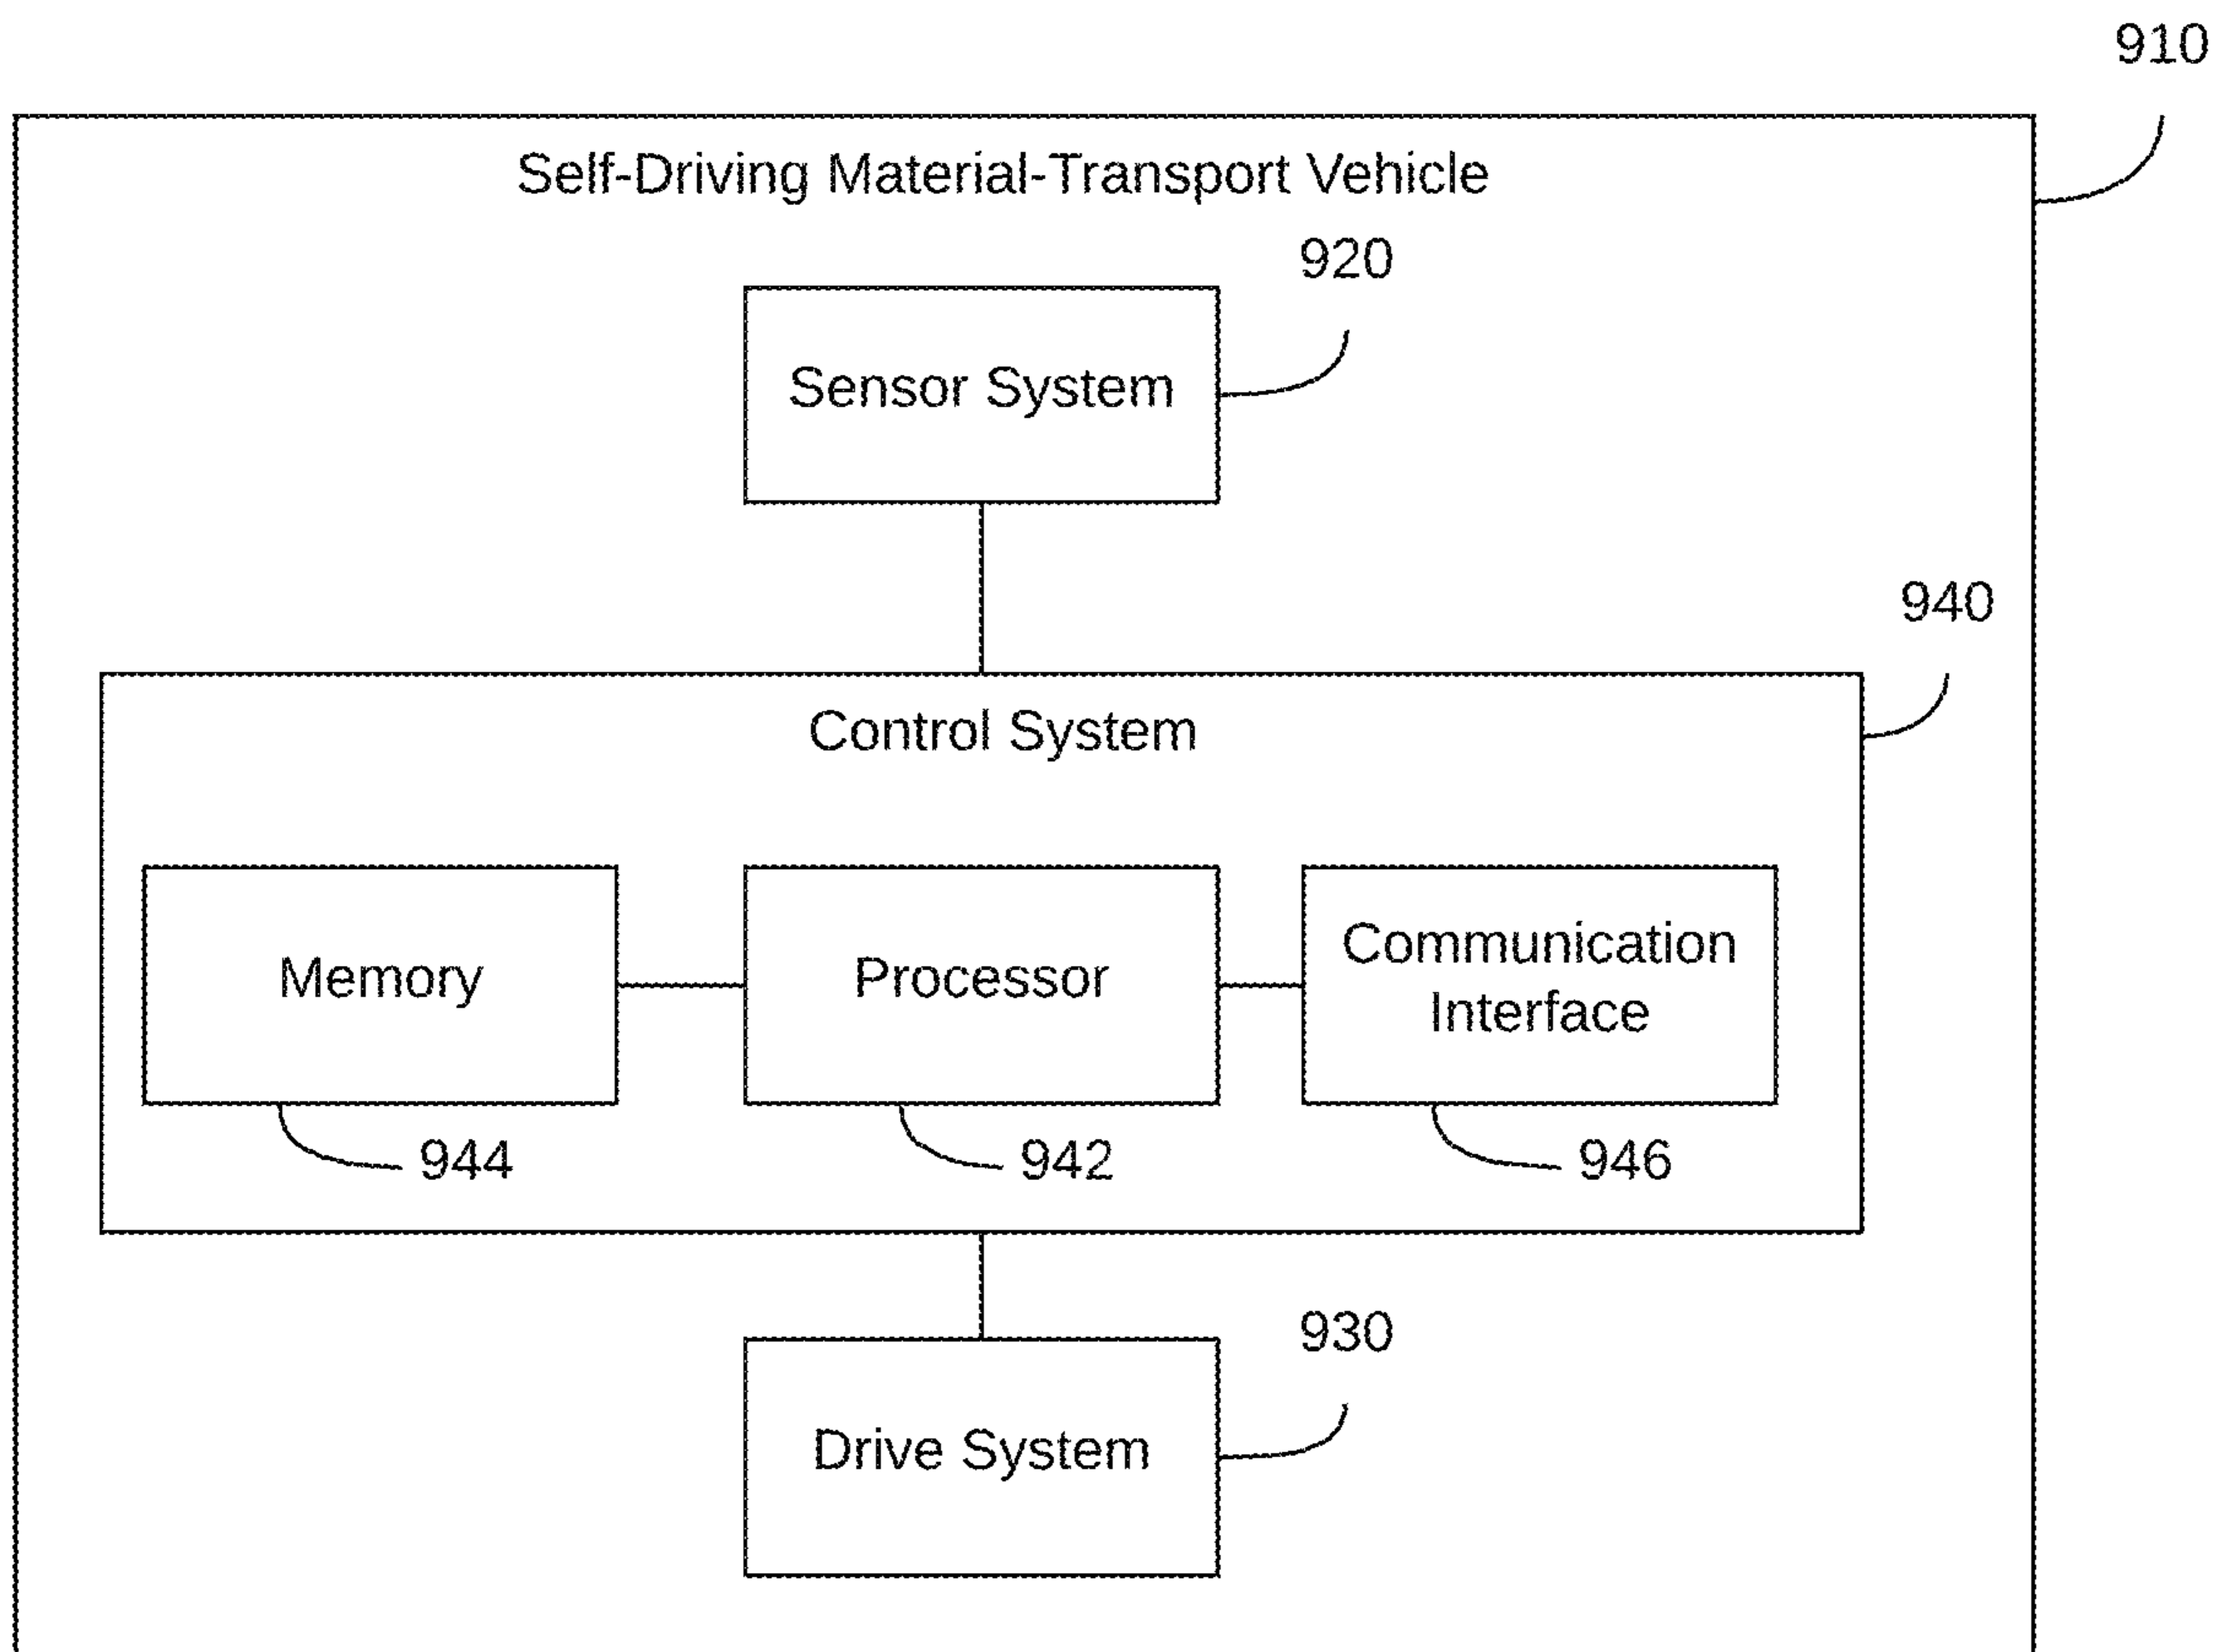 910
Self-Driving Material-Transport Vehicle
920
Sensor System
940
Control System
Memory
Processor
Communication
Interface
944
942
946
930
Drive System